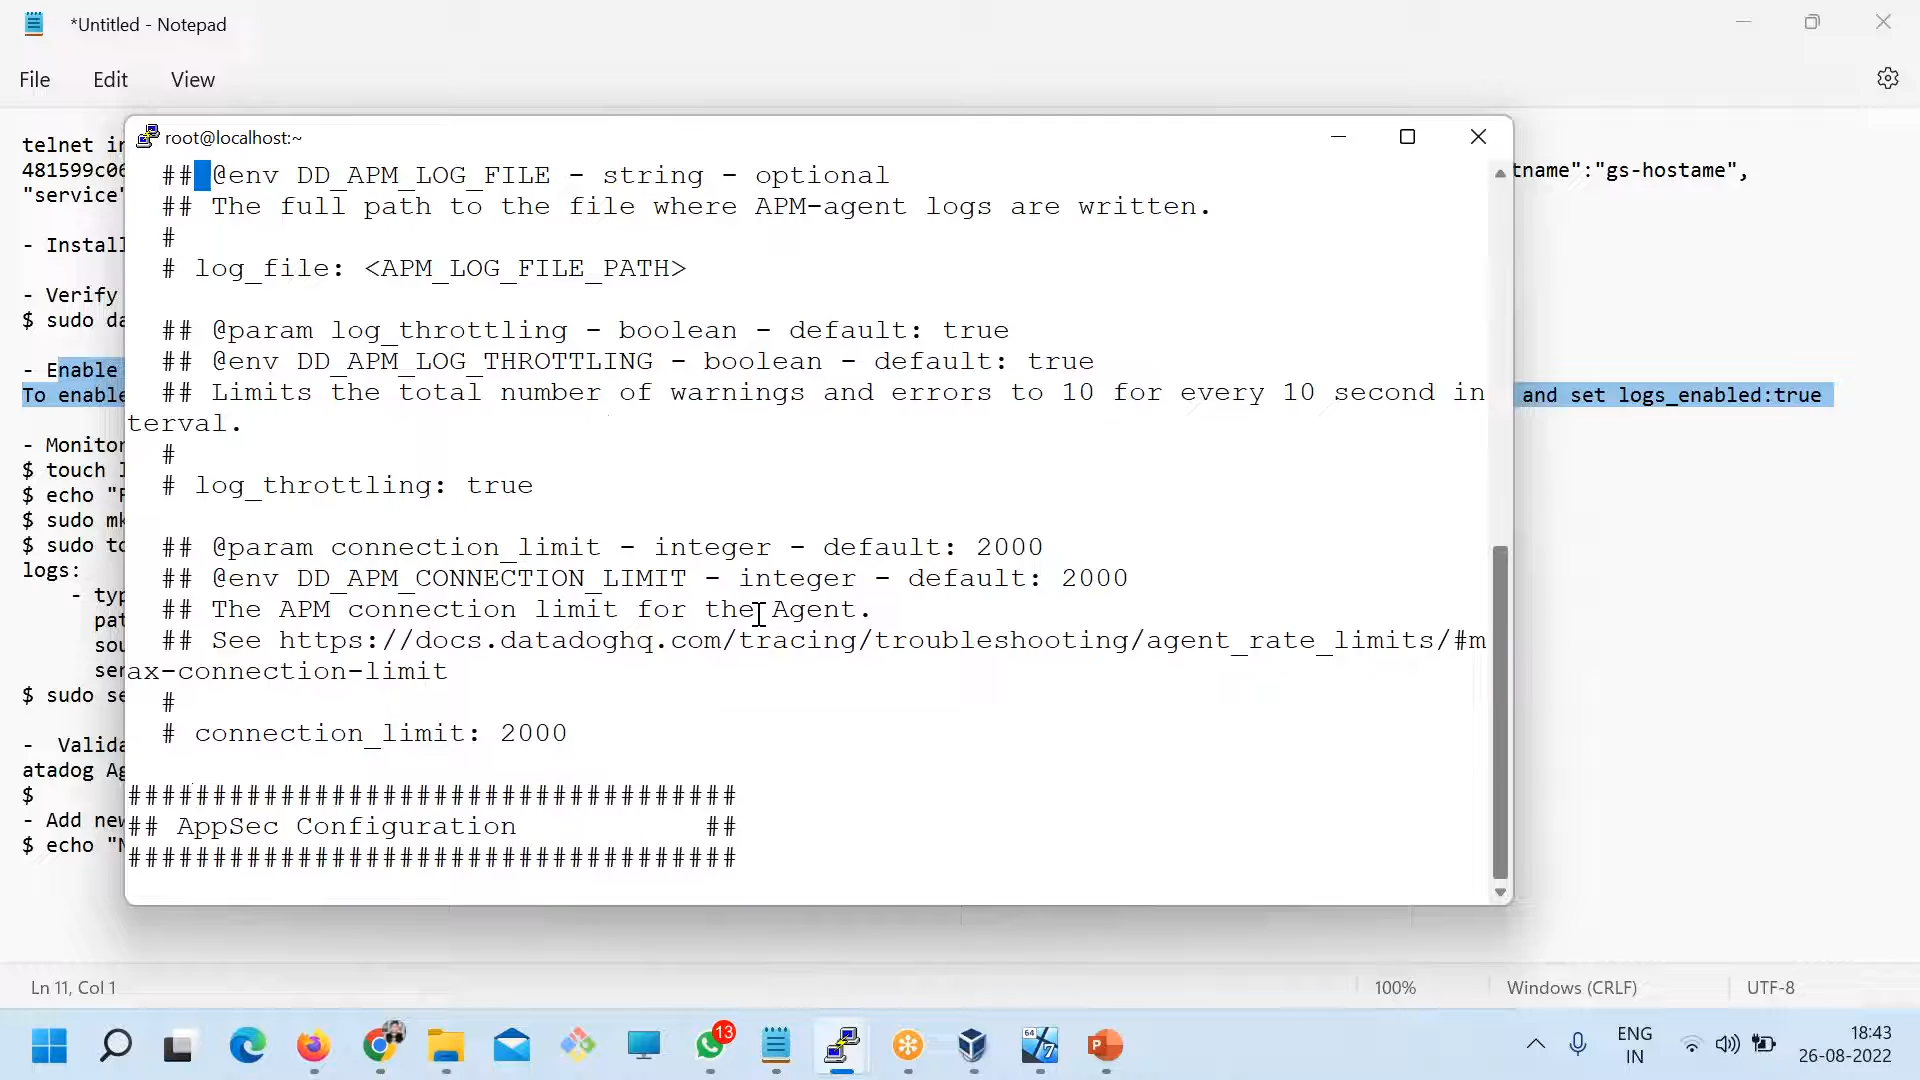 *Untitled - Notepad
File Edit View
telnet in
481599c06 tname":"gs-hostame",
"service"
- Install
- Verify
$ sudo da
- Enable
To enable and set logs_enabled:true
- Monitor
$ touch l
$ echo "F
$ sudo mk
$ sudo to
logs:
- typ
path
sou
ser
$ sudo se
- Valida
atadog Ag
$
- Add new
$ echo "N
root@localhost:~
## @env DD_APM_LOG_FILE - string - optional
## The full path to the file where APM-agent logs are written.
#
# log_file: <APM_LOG_FILE_PATH>
## @param log_throttling - boolean - default: true
## @env DD_APM_LOG_THROTTLING - boolean - default: true
## Limits the total number of warnings and errors to 10 for every 10 second in
terval.
#
# log_throttling: true
## @param connection_limit - integer - default: 2000
## @env DD_APM_CONNECTION_LIMIT - integer - default: 2000
## The APM connection limit for the Agent.
## See https://docs.datadoghq.com/tracing/troubleshooting/agent_rate_limits/#m
ax-connection-limit
#
# connection_limit: 2000
####################################
## AppSec Configuration ##
####################################
Ln 11, Col 1 100% Windows (CRLF) UTF-8
13
64
7
P
ENG
IN
18:43
26-08-2022